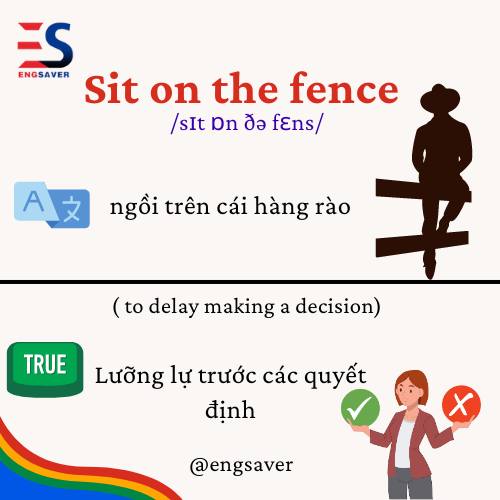 ES
ENGSAVER
Sit on the fence
/sɪt ɒn ðə fɛns/
A 文
ngồi trên cái hàng rào
( to delay making a decision)
TRUE
Lưỡng lự trước các quyết
định
@engsaver